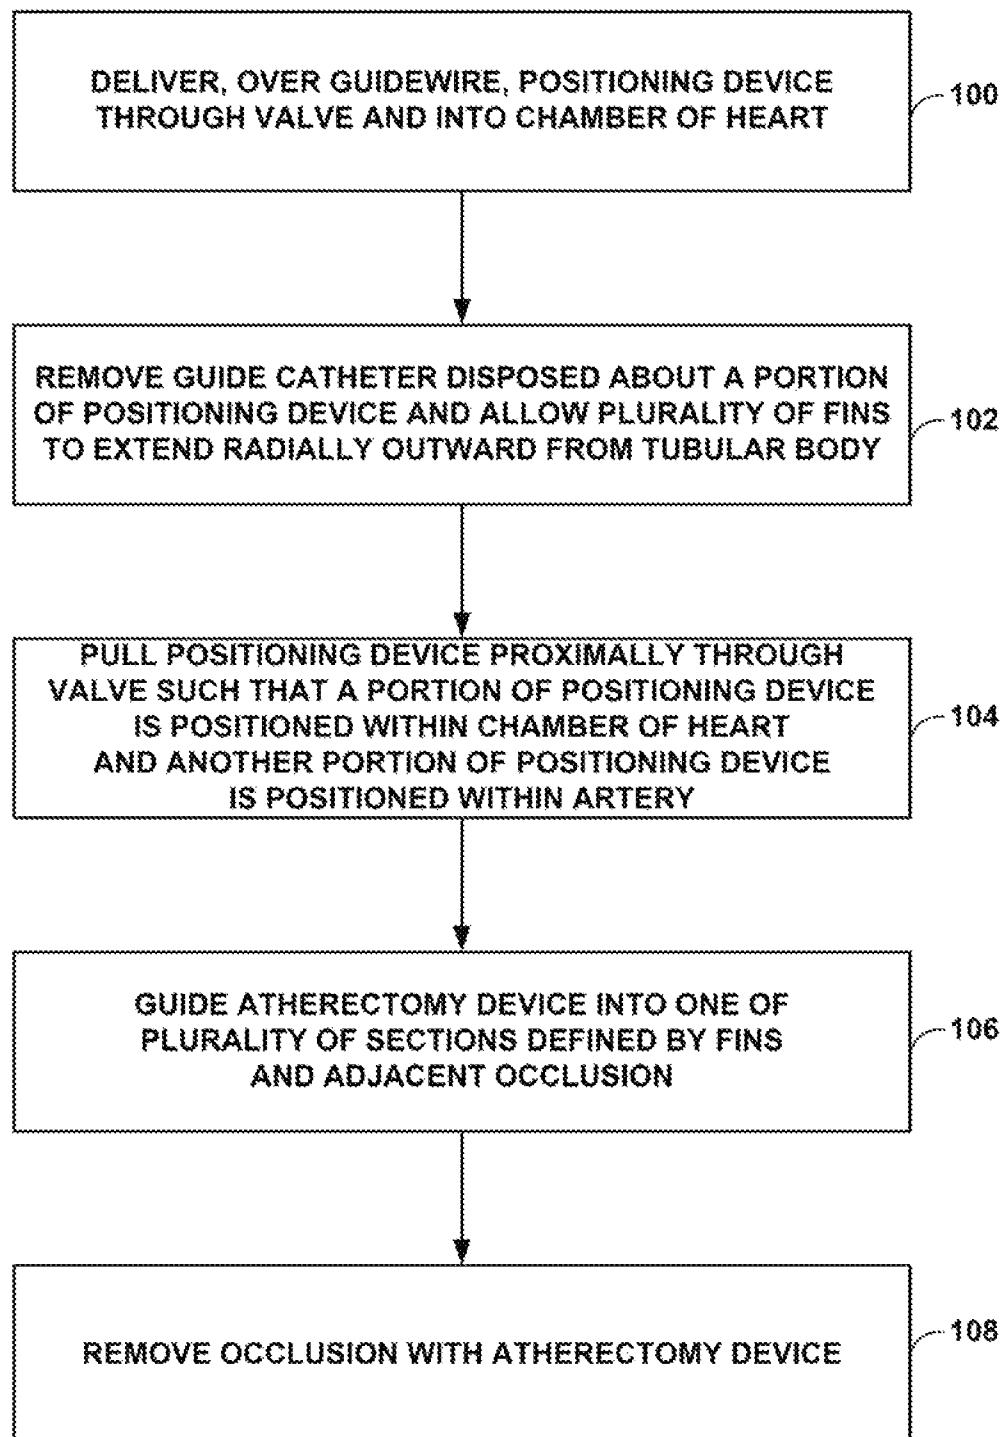 DELIVER, OVER GUIDEWIRE, POSITIONING DEVICE
THROUGH VALVE AND INTO CHAMBER OF HEART
100
REMOVE GUIDE CATHETER DISPOSED ABOUT A PORTION
OF POSITIONING DEVICE AND ALLOW PLURALITY OF FINS
TO EXTEND RADIALLY OUTWARD FROM TUBULAR BODY
102
PULL POSITIONING DEVICE PROXIMALLY THROUGH
VALVE SUCH THAT A PORTION OF POSITIONING DEVICE
IS POSITIONED WITHIN CHAMBER OF HEART
AND ANOTHER PORTION OF POSITIONING DEVICE
IS POSITIONED WITHIN ARTERY
104
GUIDE ATHERECTOMY DEVICE INTO ONE OF
PLURALITY OF SECTIONS DEFINED BY FINS
AND ADJACENT OCCLUSION
106
REMOVE OCCLUSION WITH ATHERECTOMY DEVICE
108